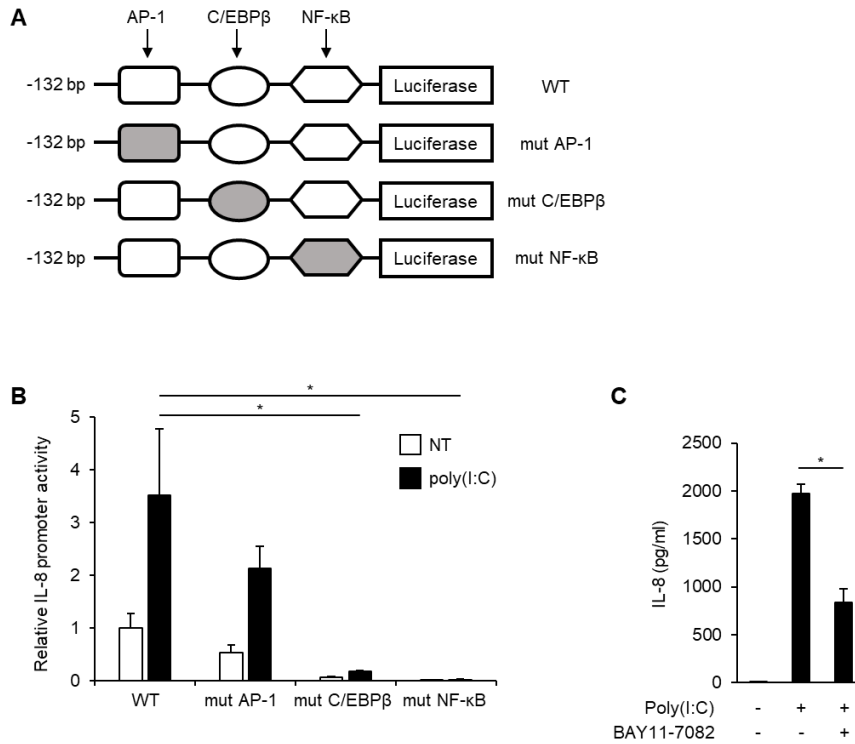 A
AP-1 C/EBPβ NF-κB
-132 bp Luciferase WT
-132 bp Luciferase mut AP-1
-132 bp Luciferase mut C/EBPβ
-132 bp Luciferase mut NF-κB
B
*
*
Relative IL-8 promoter activity
5
4
3
2
1
0
NT
poly(I:C)
WT mut AP-1 mut C/EBPβ mut NF-κB
C
*
IL-8 (pg/ml)
2500
2000
1500
1000
500
0
Poly(I:C) - + +
BAY11-7082 - - +